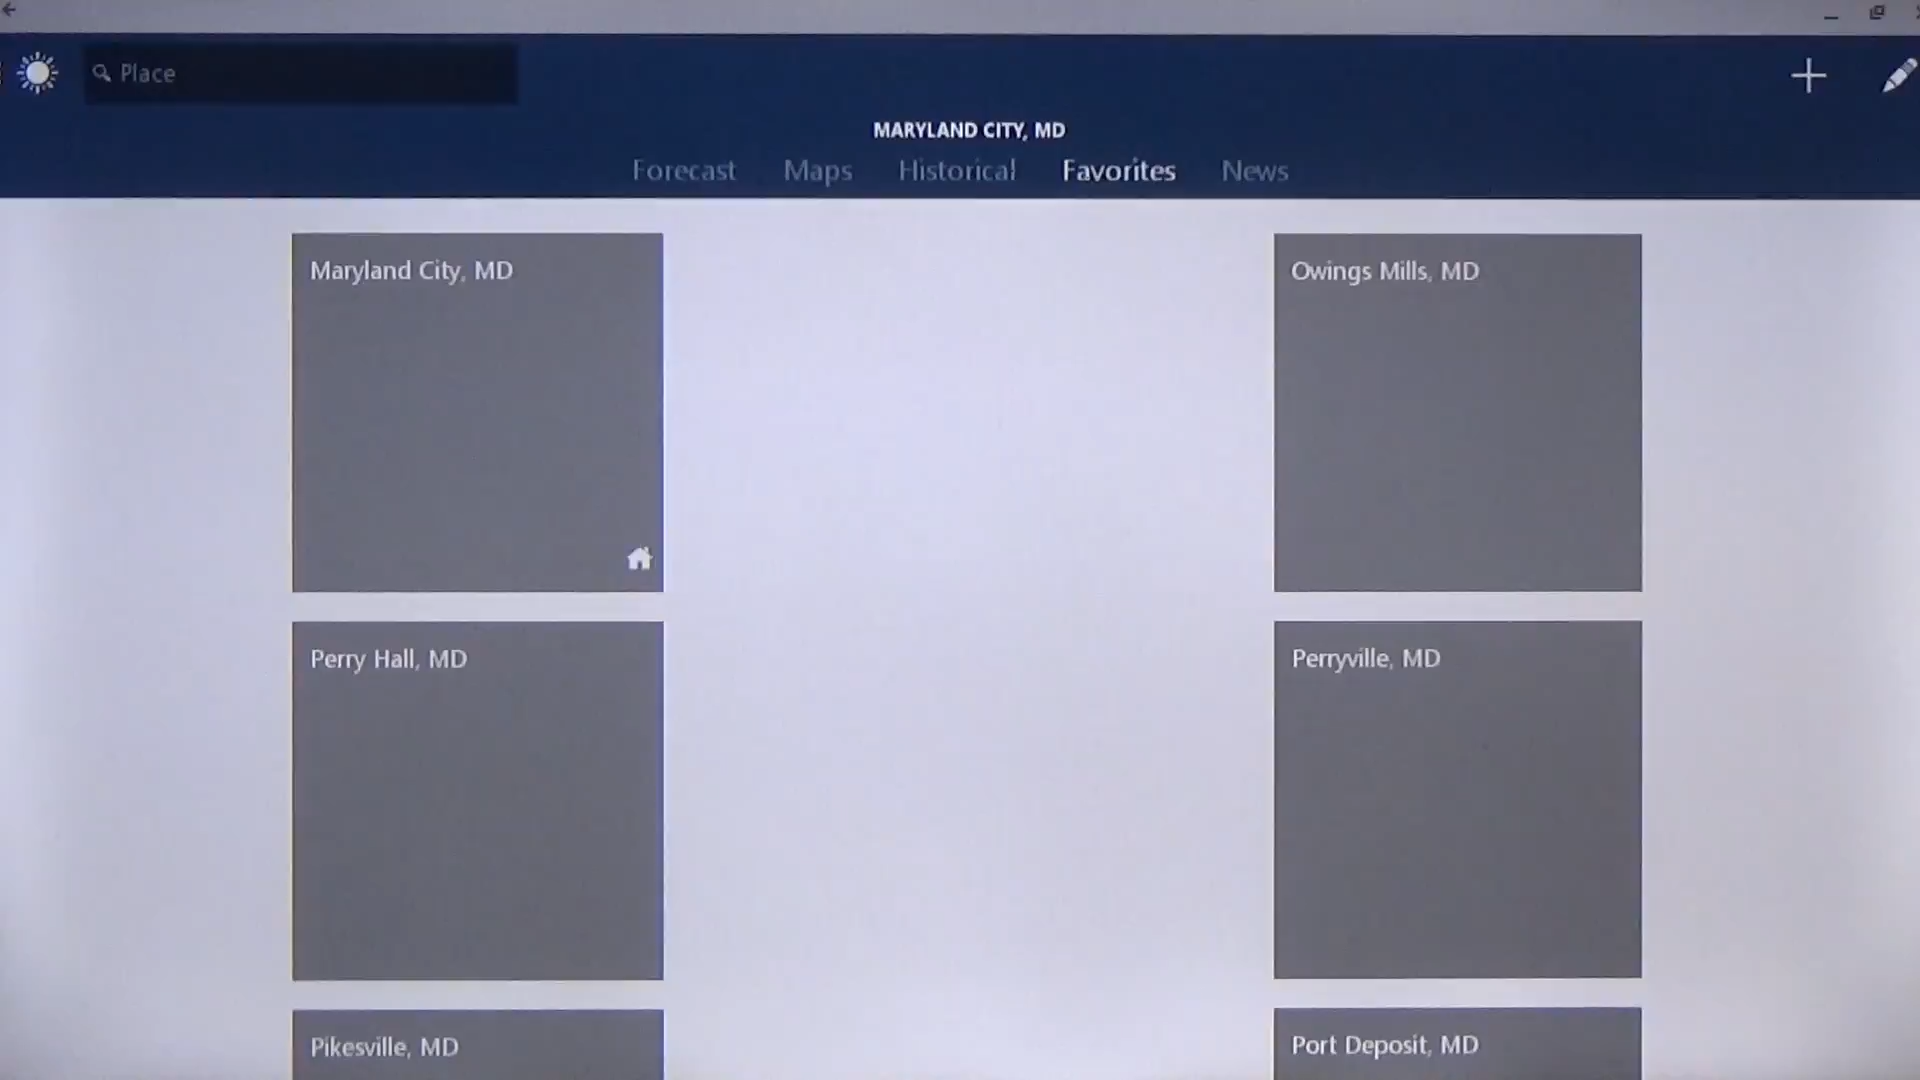 Place
MARYLAND CITY, MD
Forecast Maps Historical Favorites News
Maryland City, MD
Owings Mills, MD
Perry Hall, MD
Perryville, MD
Pikesville, MD
Port Deposit, MD